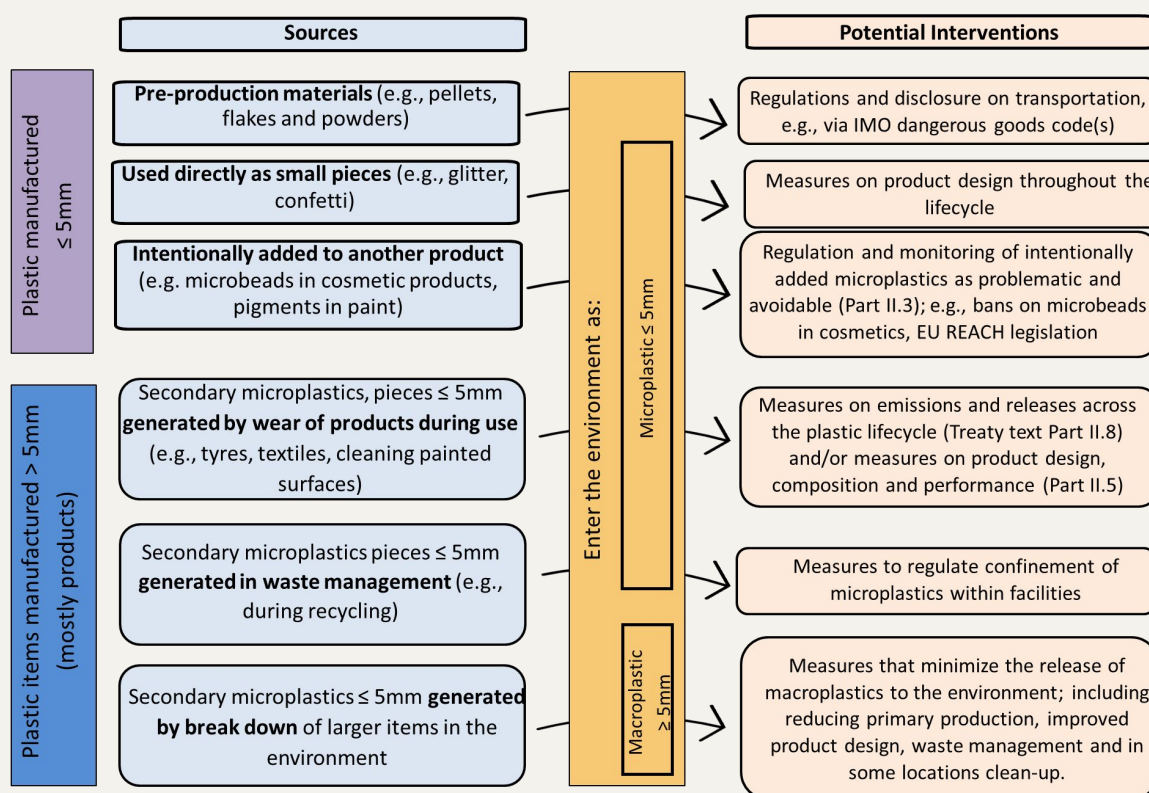 Sources
Potential Interventions
Plastic manufactured
≤ 5mm
Pre-production materials (e.g., pellets,
flakes and powders)
Used directly as small pieces (e.g., glitter,
confetti)
Intentionally added to another product
(e.g. microbeads in cosmetic products,
pigments in paint)
Plastic items manufactured > 5mm
(mostly products)
Secondary microplastics, pieces ≤ 5mm
generated by wear of products during use
(e.g., tyres, textiles, cleaning painted
surfaces)
Secondary microplastics pieces ≤ 5mm
generated in waste management (e.g.,
during recycling)
Secondary microplastics ≤ 5mm generated
by break down of larger items in the
environment
Enter the environment as:
Microplastic ≤ 5mm
Macroplastic
≥ 5mm
Regulations and disclosure on transportation,
e.g., via IMO dangerous goods code(s)
Measures on product design throughout the
lifecycle
Regulation and monitoring of intentionally
added microplastics as problematic and
avoidable (Part II.3); e.g., bans on microbeads
in cosmetics, EU REACH legislation
Measures on emissions and releases across
the plastic lifecycle (Treaty text Part II.8)
and/or measures on product design,
composition and performance (Part II.5)
Measures to regulate confinement of
microplastics within facilities
Measures that minimize the release of
macroplastics to the environment; including
reducing primary production, improved
product design, waste management and in
some locations clean-up.